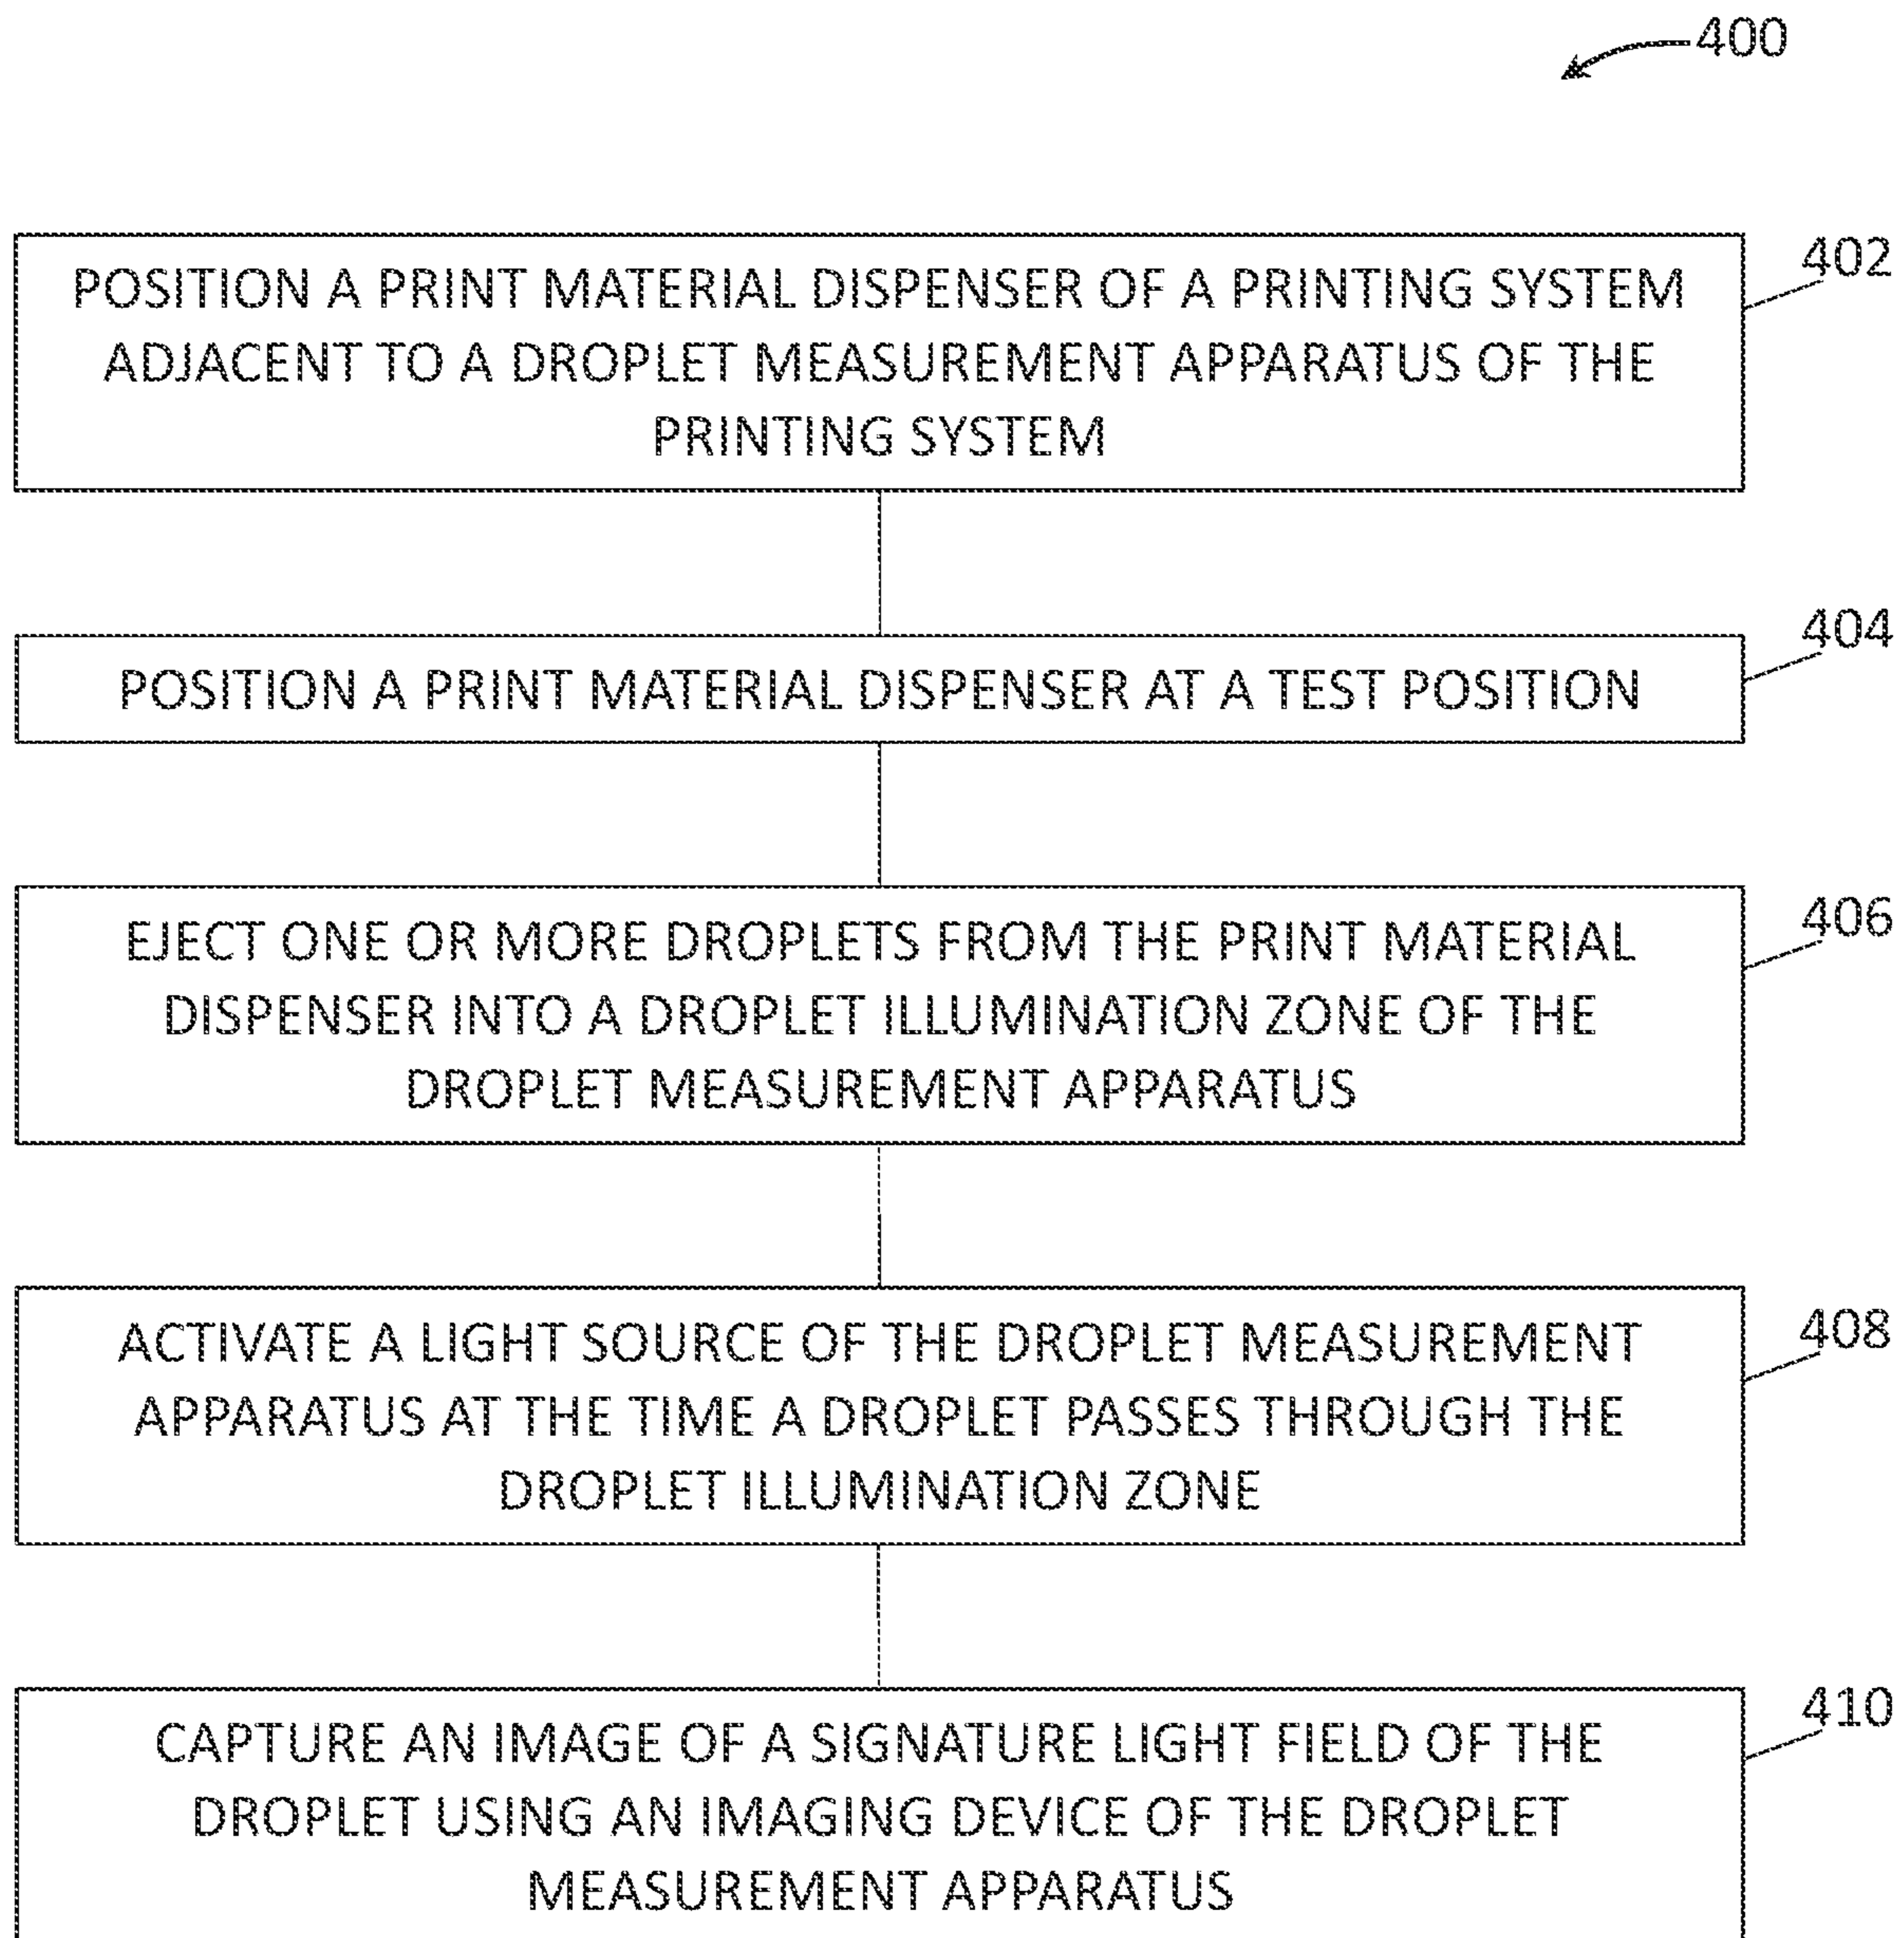 400
402
POSITION A PRINT MATERIAL DISPENSER OF A PRINTING SYSTEM
ADJACENT TO A DROPLET MEASUREMENT APPARATUS OF THE
PRINTING SYSTEM
404
POSITION A PRINT MATERIAL DISPENSER AT A TEST POSITION
406
EJECT ONE OR MORE DROPLETS FROM THE PRINT MATERIAL
DISPENSER INTO A DROPLET ILLUMINATION ZONE OF THE
DROPLET MEASUREMENT APPARATUS
408
ACTIVATE A LIGHT SOURCE OF THE DROPLET MEASUREMENT
APPARATUS AT THE TIME A DROPLET PASSES THROUGH THE
DROPLET ILLUMINATION ZONE
410
CAPTURE AN IMAGE OF A SIGNATURE LIGHT FIELD OF THE
DROPLET USING AN IMAGING DEVICE OF THE DROPLET
MEASUREMENT APPARATUS